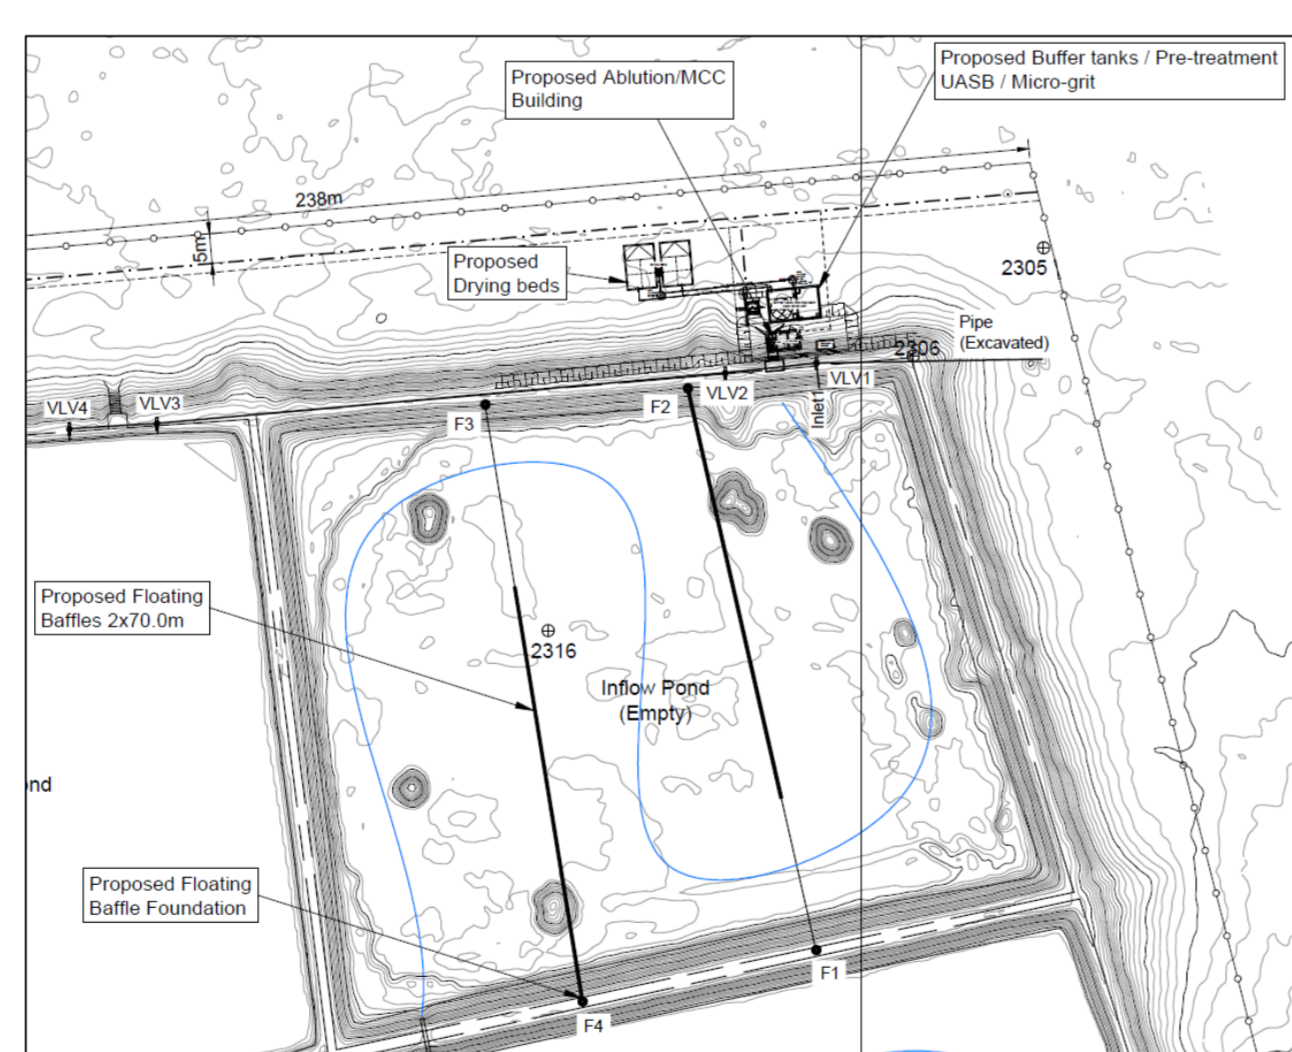 Proposed Buffer tanks / Pre-treatment
UASB / Micro-grit
Proposed Ablution/MCC
Building
238m
5m
Proposed
Drying beds
2305
Pipe
(Excavated)
2306
VLV1
VLV2
Inlet1
VLV4
VLV3
F2
F3
Proposed Floating
Baffles 2x70.0m
2316
Inflow Pond
(Empty)
ond
Proposed Floating
Baffle Foundation
F1
F4